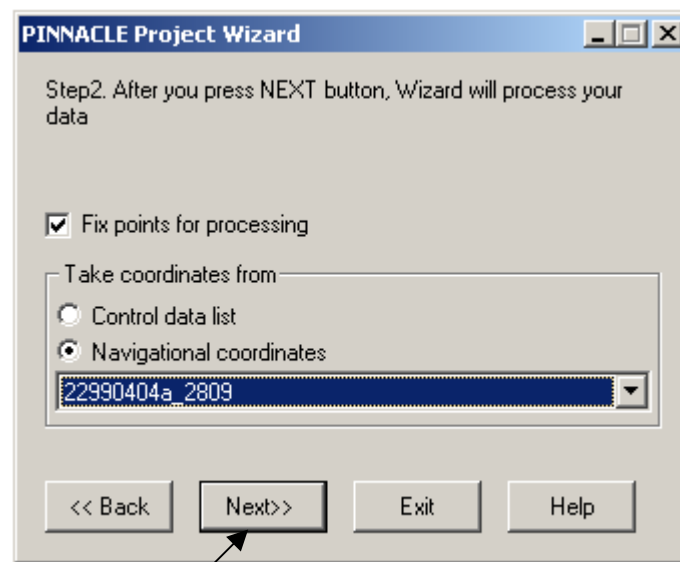 PINNACLE Project Wizard
Step2. After you press NEXT button, Wizard will process your
data
Fix points for processing
Take coordinates from
Control data list
Navigational coordinates
22990404a_2809
<< Back
Next>>
Exit
Help